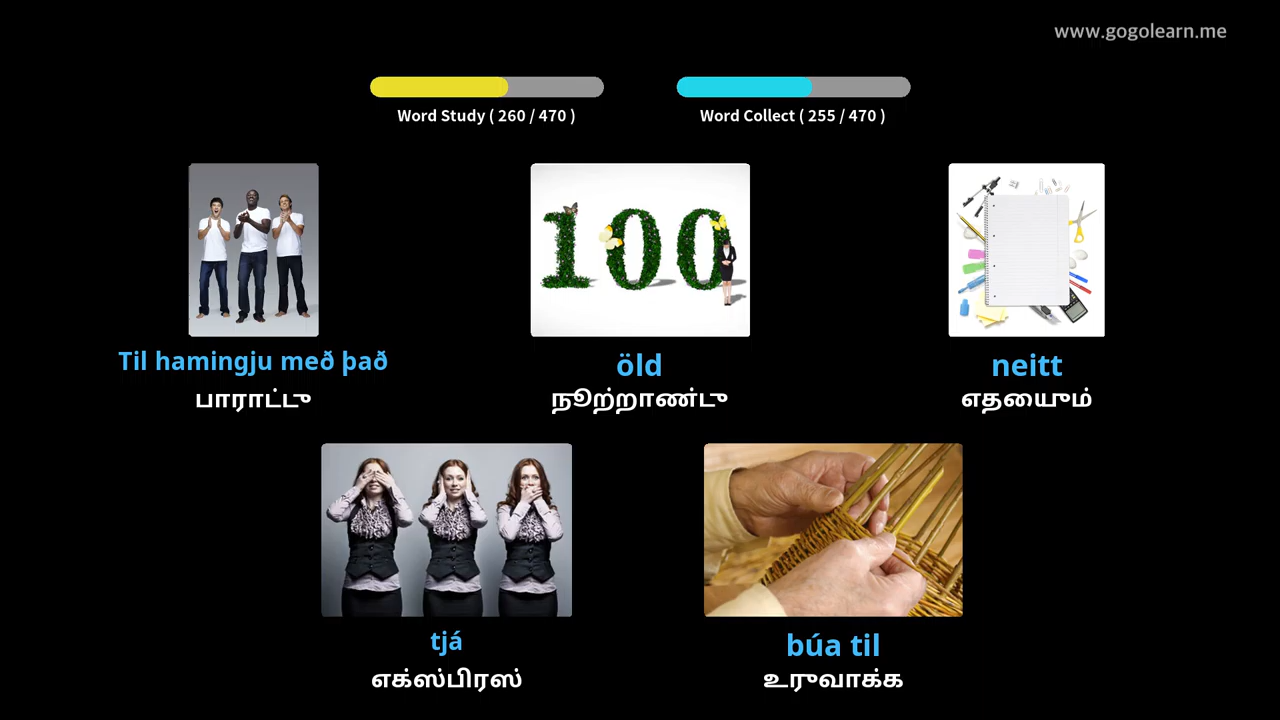 www.gogolearn.me
Word Study ( 260 / 470 )
Word Collect ( 255 / 470 )
Til hamingju með það
பாராட்டு
öld
நூற்றாண்டு
neitt
எதையும்
tjá
எக்ஸ்பிரஸ்
búa til
உருவாக்க